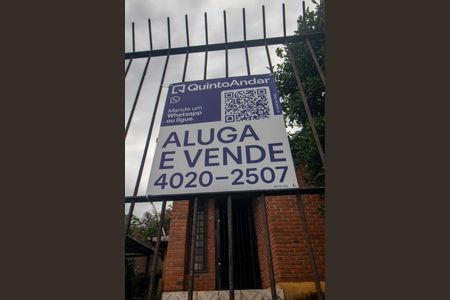 QuintoAndar
Mande um
Whatsapp
ou ligue.
ALUGA
E VENDE
4020-2507